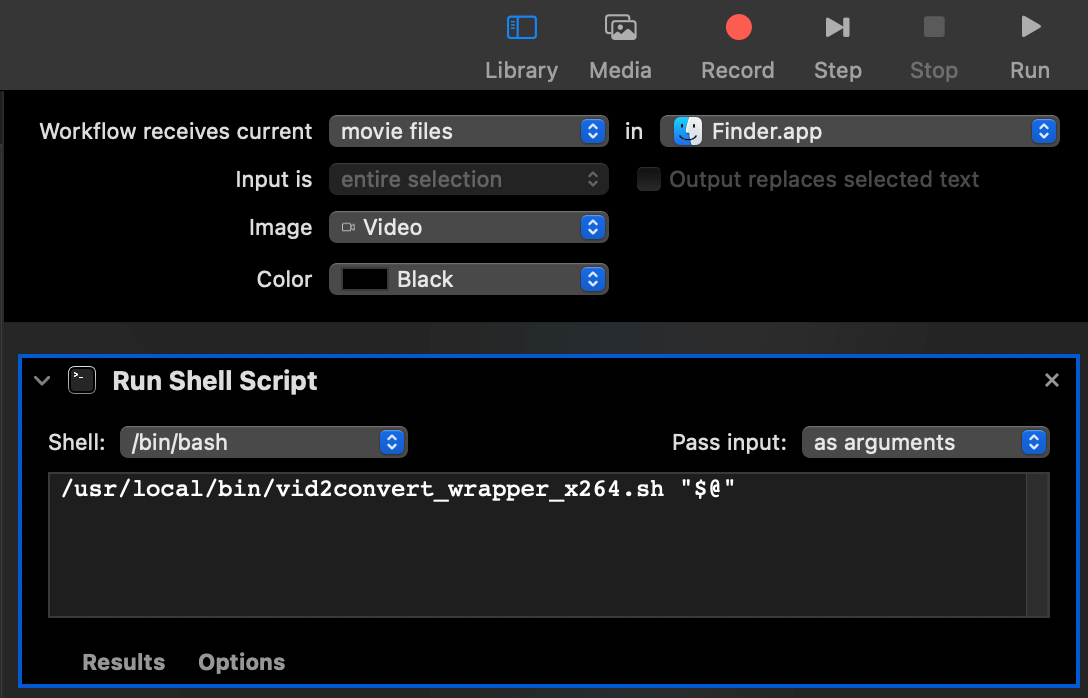 Library Media Record Step Stop Run
Workflow receives current movie files in Finder.app
Input is entire selection Output replaces selected text
Image Video
Color Black
Run Shell Script
Shell: /bin/bash Pass input: as arguments
/usr/local/bin/vid2convert_wrapper_x264.sh "$@"
Results Options